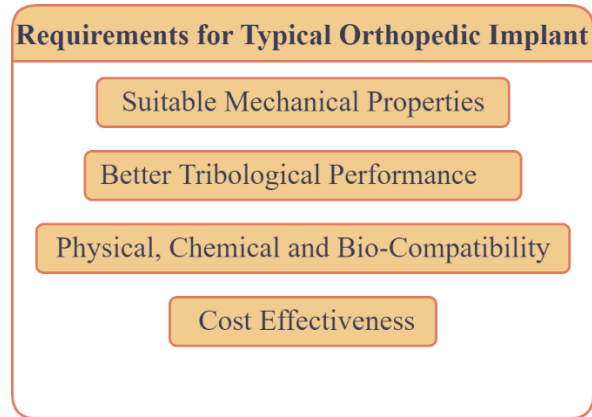 Requirements for Typical Orthopedic Implant
Suitable Mechanical Properties
Better Tribological Performance
Physical, Chemical and Bio-Compatibility
Cost Effectiveness